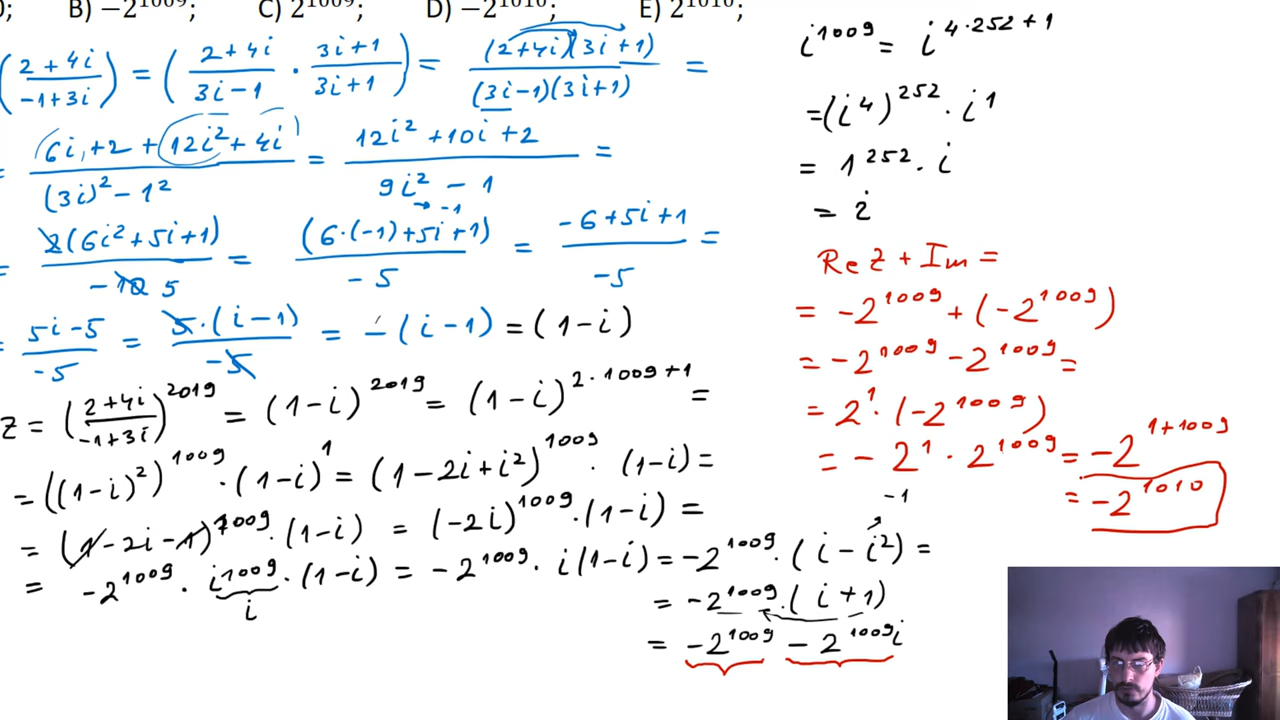 0; B) −2^1009; C) 2^1009; D) −2^1010; E) 2^1010;
((2+4i)/(-1+3i)) = ((2+4i)/(3i-1) · (3i+1)/(3i+1)) = ((2+4i)(3i+1))/((3i-1)(3i+1)) =
= (6i+2+12i²+4i)/((3i)²-1²) = (12i²+10i+2)/(9i²-1) =
→ -1
= (2(6i²+5i+1))/(-10 5) = (6·(-1)+5i+1)/(-5) = (-6+5i+1)/(-5) =
= (5i-5)/(-5) = (5·(i-1))/(-5) = -(i-1) = (1-i)
z = ((2+4i)/(-1+3i))^2019 = (1-i)^2019 = (1-i)^(2·1009+1) =
= ((1-i)²)^1009 · (1-i)^1 = (1-2i+i²)^1009 · (1-i) =
= (1-2i-1)^1009 · (1-i) = (-2i)^1009 · (1-i) =
= -2^1009 · i^1009 · (1-i) = -2^1009 · i(1-i) = -2^1009 · (i-i²) =
i
-1
= -2^1009 · (i+1)
= -2^1009 - 2^1009 i
i^1009 = i^(4·252+1)
= (i^4)^252 · i^1
= 1^252 · i
= i
Re z + Im =
= -2^1009 + (-2^1009)
= -2^1009 - 2^1009 =
= 2^1 · (-2^1009)
= -2^1 · 2^1009 = -2^(1+1009)
= -2^1010